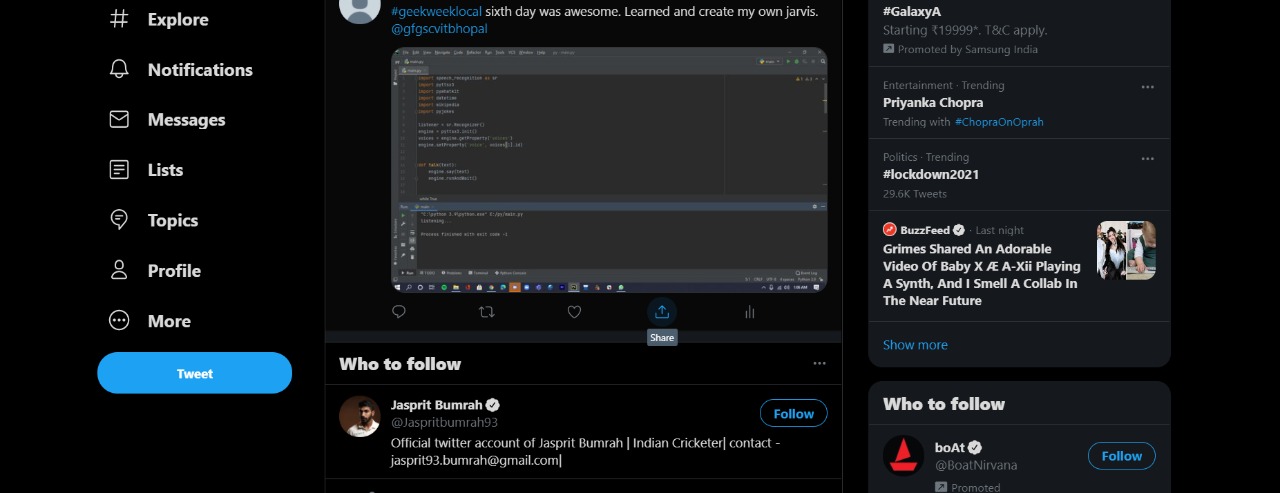 Explore
Notifications
Messages
Lists
Topics
Profile
More
Tweet
#geekweeklocal sixth day was awesome. Learned and create my own jarvis.
@gfgscvitbhopal
import speech_recognition as sr
import pyttsx3
import pywhatkit
import datetime
import wikipedia
import pyjokes
listener = sr.Recognizer()
engine = pyttsx3.init()
voices = engine.getProperty('voices')
engine.setProperty('voice', voices[1].id)
def talk(text):
engine.say(text)
engine.runAndWait()
while True
Run:
main
listening...
Process finished with exit code -1
Share
Who to follow
Jasprit Bumrah
@Jaspritbumrah93
Follow
Official twitter account of Jasprit Bumrah | Indian Cricketer| contact -
jasprit93.bumrah@gmail.com|
#GalaxyA
Starting ₹19999*. T&C apply.
Promoted by Samsung India
Entertainment · Trending
Priyanka Chopra
Trending with #ChopraOnOprah
Politics · Trending
#lockdown2021
29.6K Tweets
BuzzFeed · Last night
Grimes Shared An Adorable
Video Of Baby X Æ A-Xii Playing
A Synth, And I Smell A Collab In
The Near Future
Show more
Who to follow
boAt
@BoatNirvana
Follow
Promoted